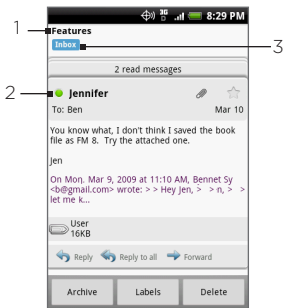 3G 8:29 PM
1 Features
Inbox 3
2 read messages
2 Jennifer
To: Ben Mar 10
You know what, I don't think I saved the book
file as FM 8. Try the attached one.
Jen
On Mon, Mar 9, 2009 at 11:10 AM, Bennet Sy
<b@gmail.com> wrote: > > Hey Jen, > > n, >
let me k...
User
16KB
Reply Reply to all Forward
Archive Labels Delete